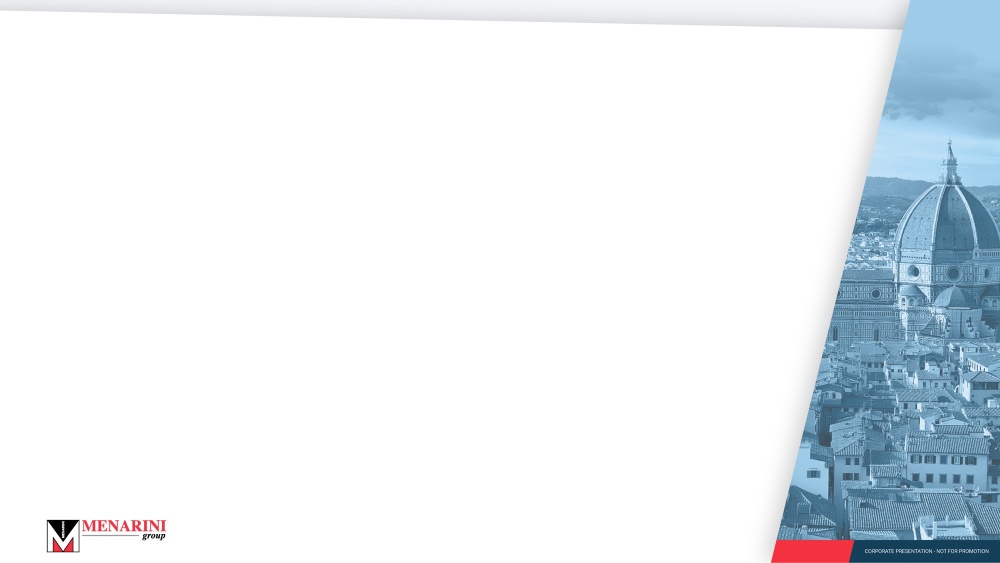 MENARINI
MENARINI
group
CORPORATE PRESENTATION - NOT FOR PROMOTION